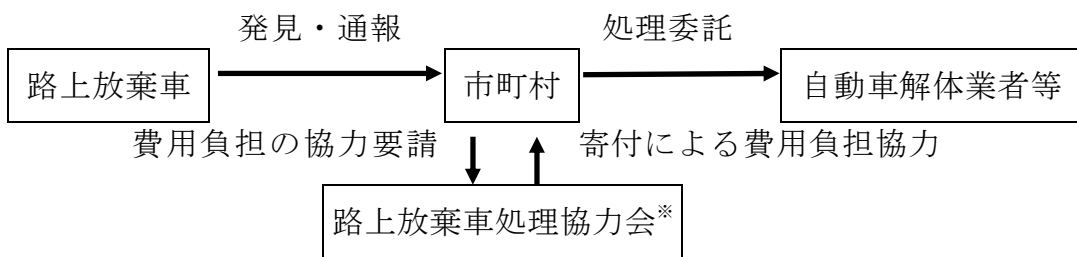 発見・通報
処理委託
路上放棄車
市町村
自動車解体業者等
費用負担の協力要請
寄付による費用負担協力
路上放棄車処理協力会※